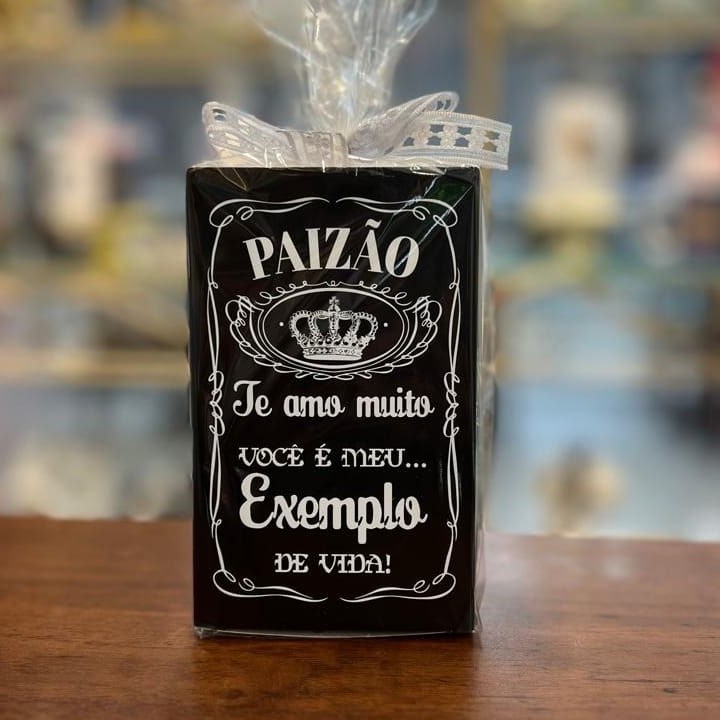 PAIZÃO
Te amo muito
VOCÊ É MEU...
Exemplo
DE VIDA!